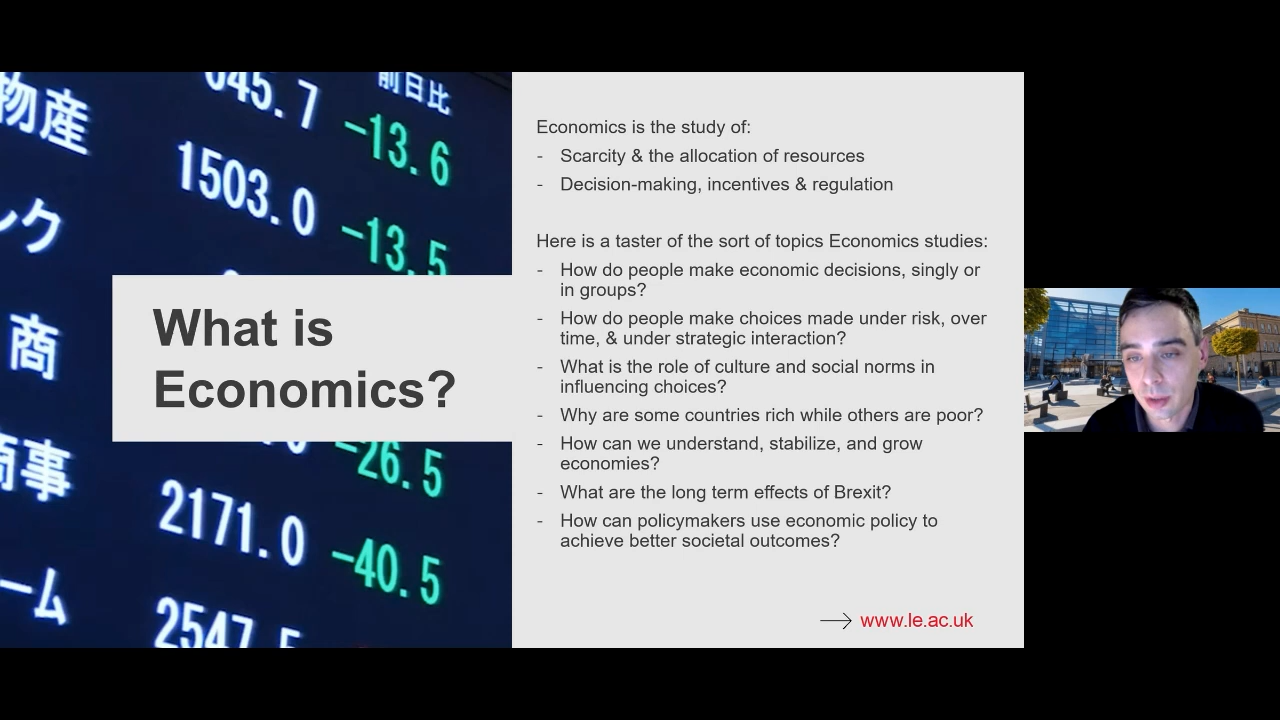 前日比
物産
645.7
-13.6
1503.0
-13.5
ク
商
What is
Economics?
-26.5
商事
2171.0
-40.5
ーム
2547.5
Economics is the study of:
- Scarcity & the allocation of resources
- Decision-making, incentives & regulation
Here is a taster of the sort of topics Economics studies:
- How do people make economic decisions, singly or
in groups?
- How do people make choices made under risk, over
time, & under strategic interaction?
- What is the role of culture and social norms in
influencing choices?
- Why are some countries rich while others are poor?
- How can we understand, stabilize, and grow
economies?
- What are the long term effects of Brexit?
- How can policymakers use economic policy to
achieve better societal outcomes?
→ www.le.ac.uk